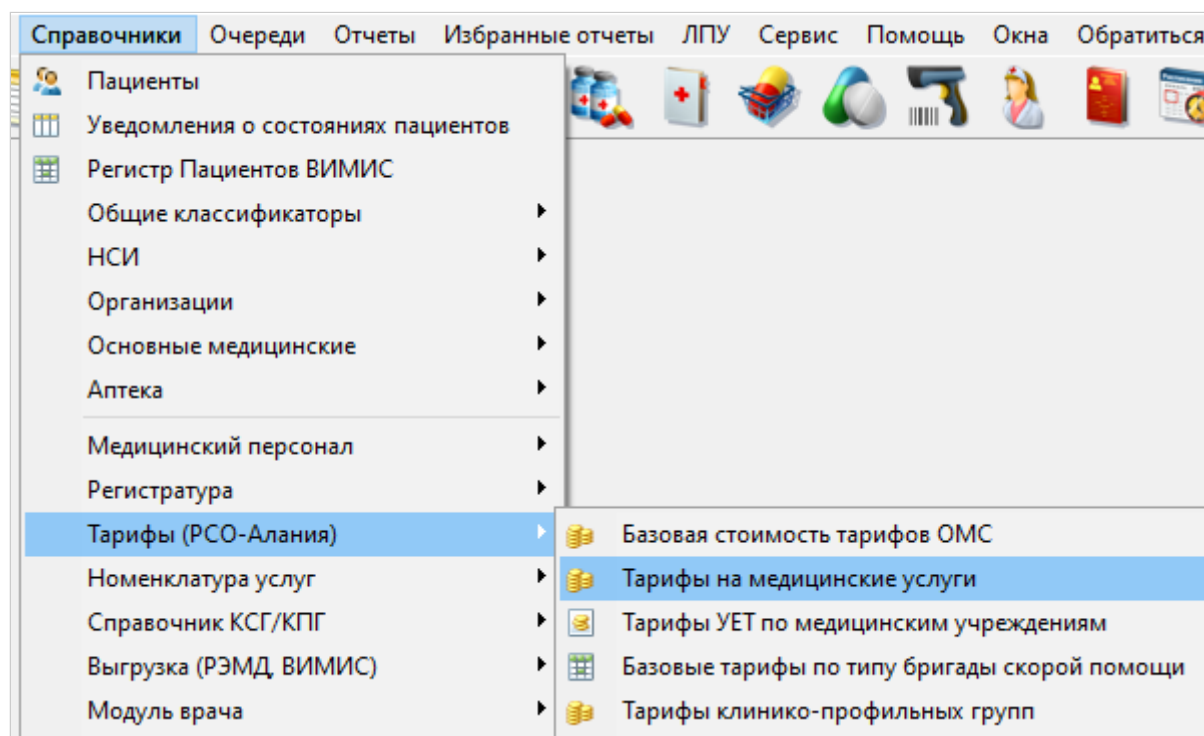 Справочники Очереди Отчеты Избранные отчеты ЛПУ Сервис Помощь Окна Обратиться
Пациенты
Уведомления о состояниях пациентов
Регистр Пациентов ВИМИС
Общие классификаторы
НСИ
Организации
Основные медицинские
Аптека
Медицинский персонал
Регистратура
Тарифы (РСО-Алания)
Номенклатура услуг
Справочник КСГ/КПГ
Выгрузка (РЭМД, ВИМИС)
Модуль врача
Базовая стоимость тарифов ОМС
Тарифы на медицинские услуги
Тарифы УЕТ по медицинским учреждениям
Базовые тарифы по типу бригады скорой помощи
Тарифы клинико-профильных групп